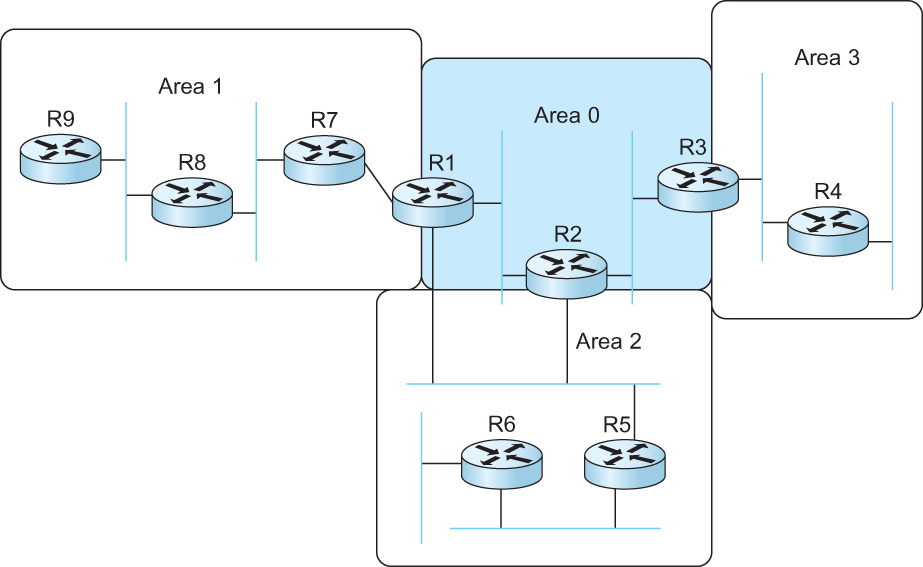 Area 3
Area 1
Area 0
R9
R7
R3
R8
R1
R4
R2
Area 2
R6
R5